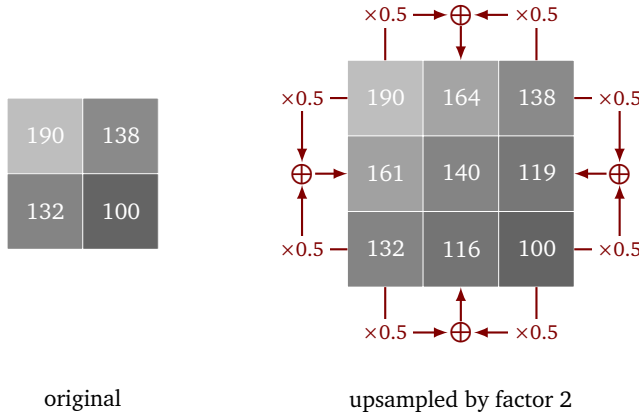 ×0.5 ⊕ ×0.5
×0.5 190 164 138 ×0.5
190 138
⊕ 161 140 119 ⊕
132 100
×0.5 132 116 100 ×0.5
×0.5 ⊕ ×0.5
original upsampled by factor 2